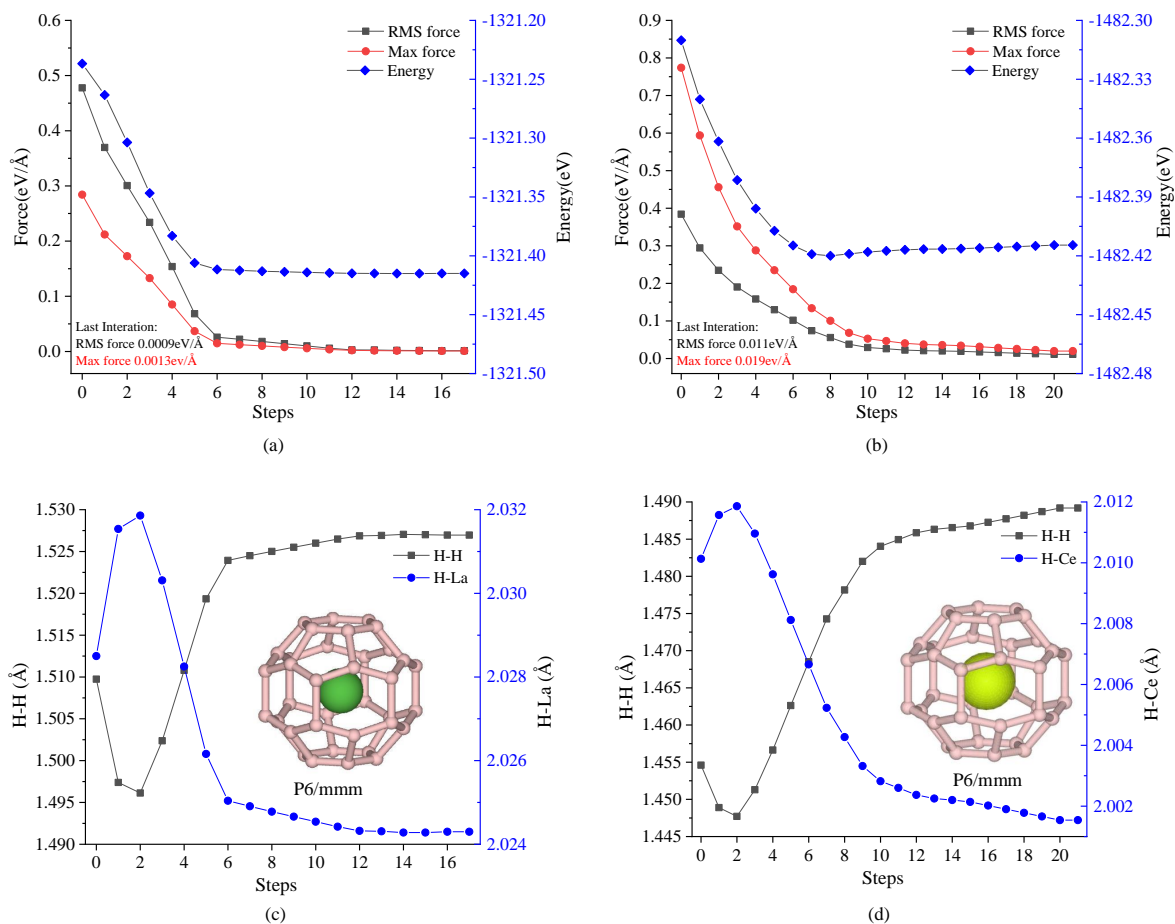 0.6
0.5
0.4
0.3
0.2
0.1
0.0
Force(eV/Å)
RMS force
Max force
Energy
Last Interation:
RMS force 0.0009eV/Å
Max force 0.0013ev/Å
-1321.20
-1321.25
-1321.30
-1321.35
-1321.40
-1321.45
-1321.50
Energy(eV)
0 2 4 6 8 10 12 14 16
Steps
(a)
0.9
0.8
0.7
0.6
0.5
0.4
0.3
0.2
0.1
0.0
Force(eV/Å)
RMS force
Max force
Energy
Last Interation:
RMS force 0.011eV/Å
Max force 0.019ev/Å
-1482.30
-1482.33
-1482.36
-1482.39
-1482.42
-1482.45
-1482.48
Energy(eV)
0 2 4 6 8 10 12 14 16 18 20
Steps
(b)
1.530
1.525
1.520
1.515
1.510
1.505
1.500
1.495
1.490
H-H (Å)
H-H
H-La
P6/mmm
2.032
2.030
2.028
2.026
2.024
H-La (Å)
0 2 4 6 8 10 12 14 16
Steps
(c)
1.490
1.485
1.480
1.475
1.470
1.465
1.460
1.455
1.450
1.445
H-H (Å)
H-H
H-Ce
P6/mmm
2.012
2.010
2.008
2.006
2.004
2.002
H-Ce (Å)
0 2 4 6 8 10 12 14 16 18 20
Steps
(d)